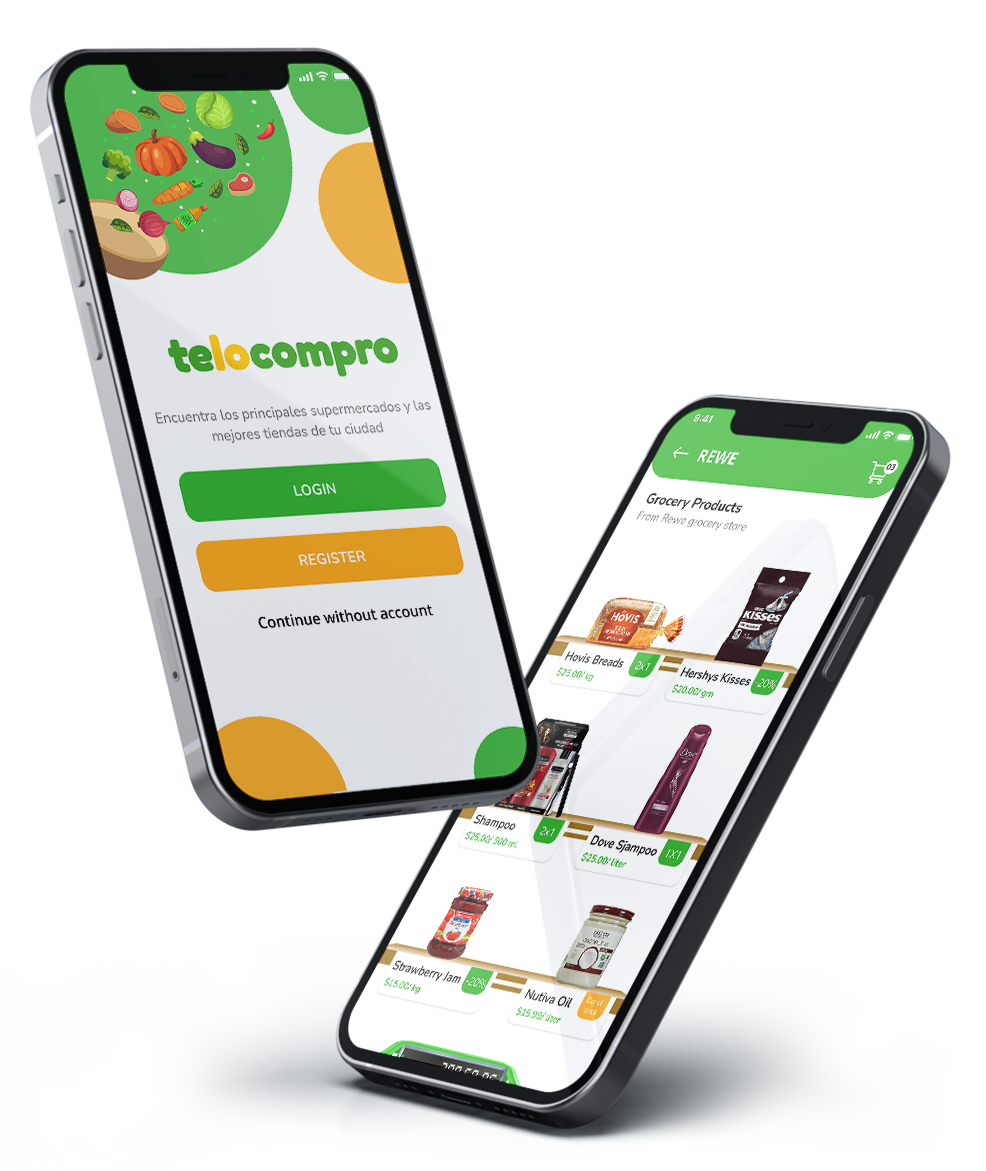 telocompro
Encuentra los principales supermercados y las
mejores tiendas de tu ciudad
LOGIN
REGISTER
Continue without account
9:41
REWE
03
Grocery Products
From Rewe grocery store
HOVIS
KISSES
Hovis Breads
2x1
$25.00/ kg
Hershys Kisses
-20%
$20.00/ gm
Dove
Shampoo
2x1
$25.00/ 500 ml
Dove Sjampoo
1X1
$25.00/ liter
COCONUT OIL
Strawberry Jam
-20%
$15.00/ kg
Nutiva Oil
Out of
stock
$15.99/ liter